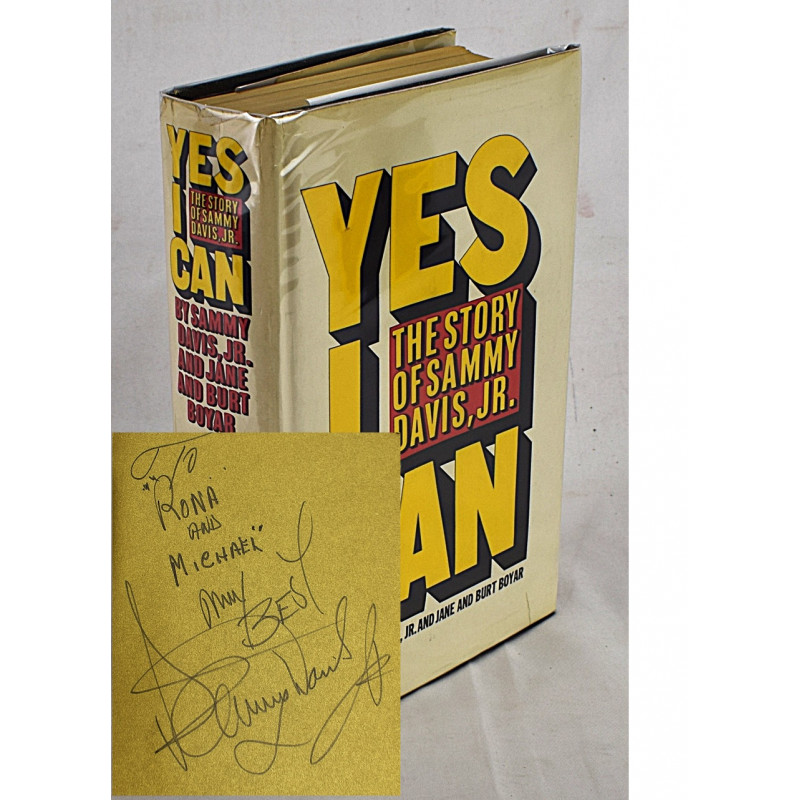 YES
I
THE STORY
OF SAMMY
DAVIS, JR.
CAN
BY SAMMY
DAVIS, JR.
AND JANE
AND BURT
BOYAR
YES
I
THE STORY
OF SAMMY
DAVIS, JR.
AN
, JR. AND JANE AND BURT BOYAR
To
"Rona
AND
MICHAEL"
My
BEST
Sammy Davis Jr